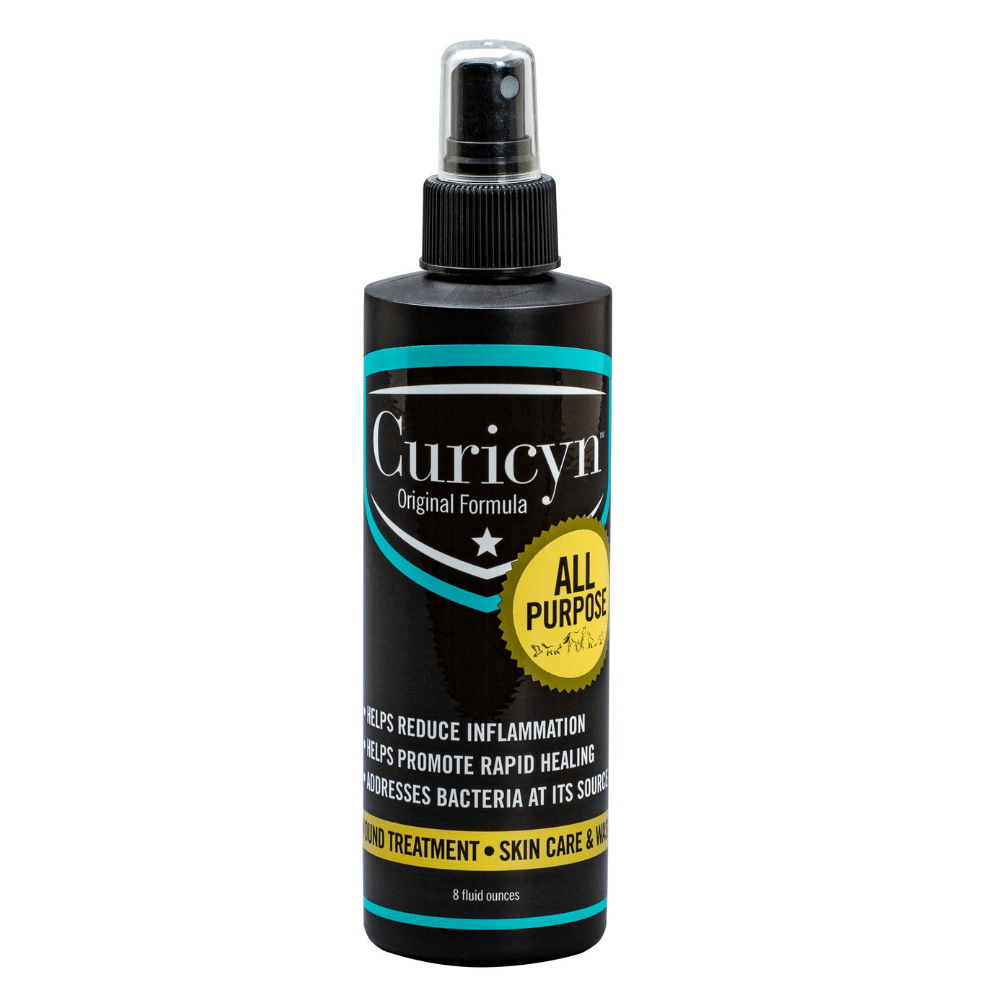 Curicyn™
Original Formula
ALL
PURPOSE
• HELPS REDUCE INFLAMMATION
• HELPS PROMOTE RAPID HEALING
• ADDRESSES BACTERIA AT ITS SOURCE
OUND TREATMENT • SKIN CARE & WA
8 fluid ounces